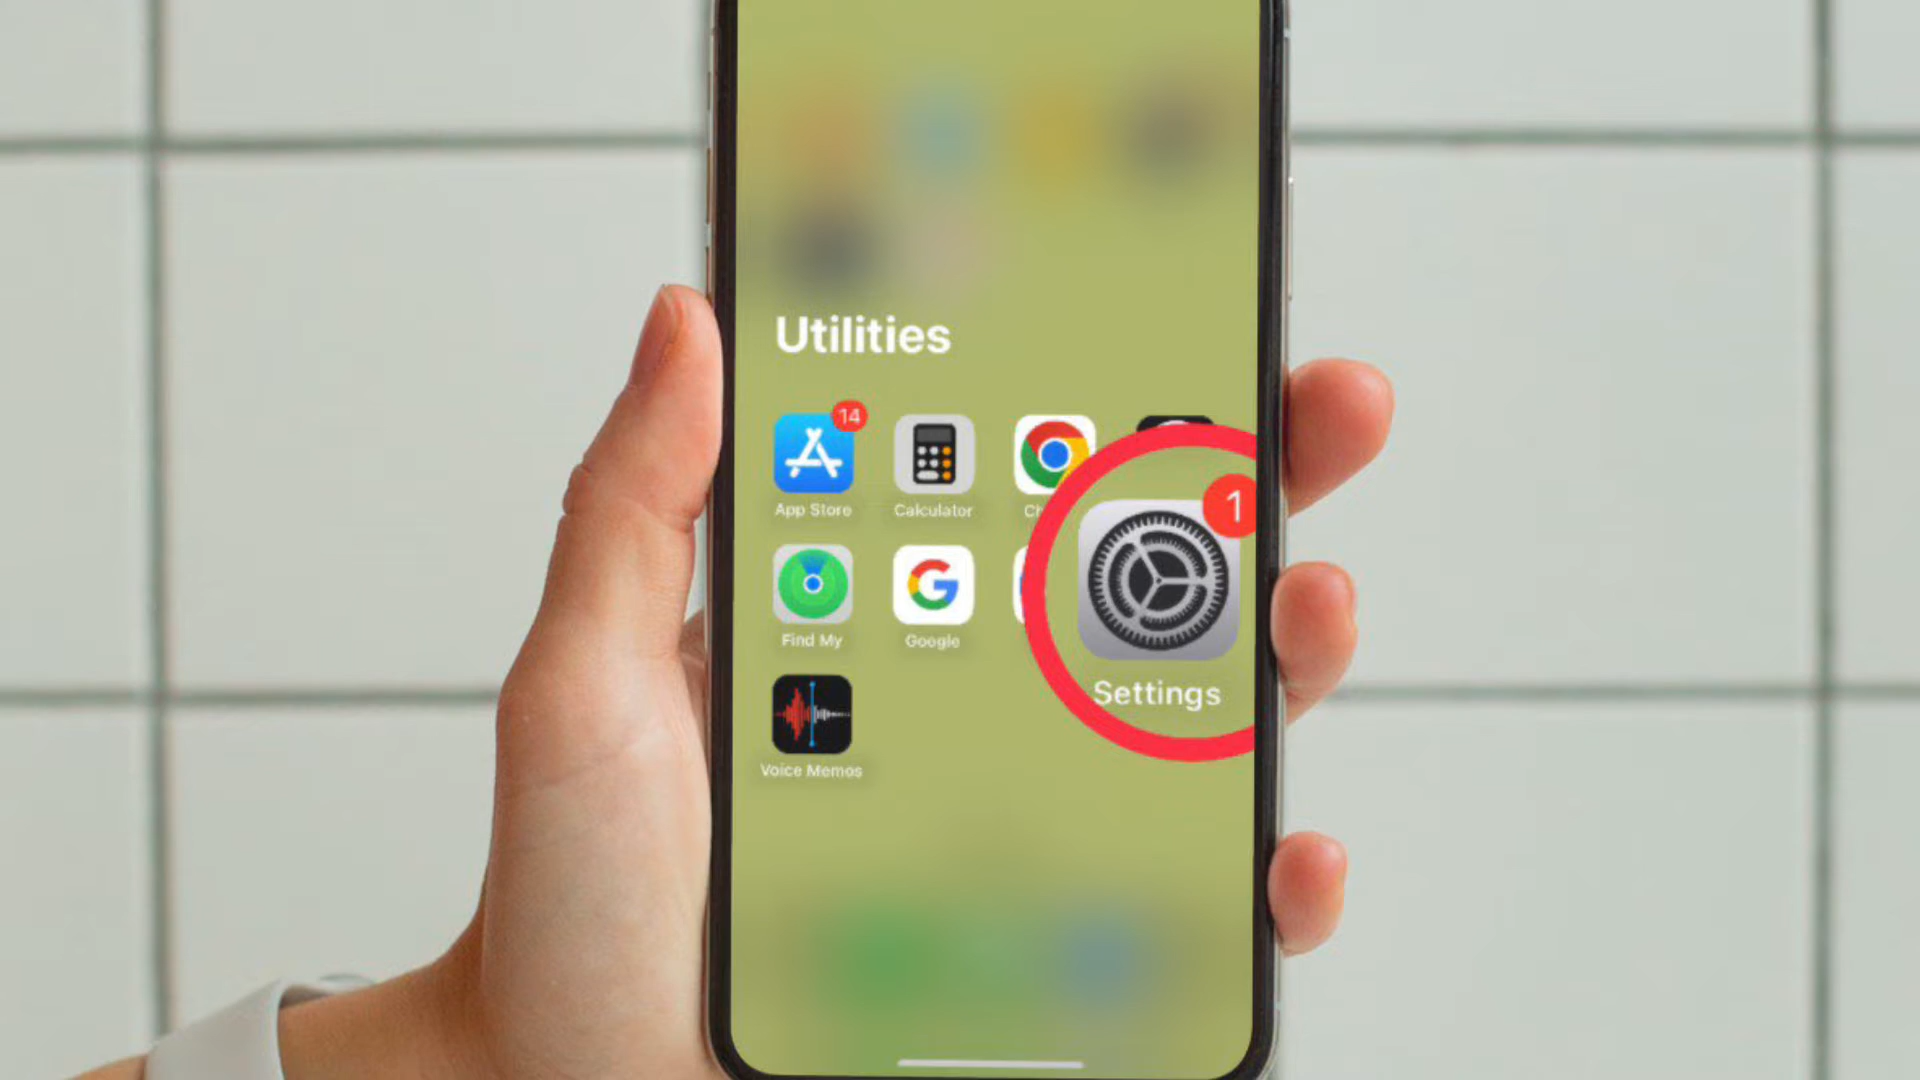 Utilities
14
App Store
Calculator
1
Find My
Google
Settings
Voice Memos